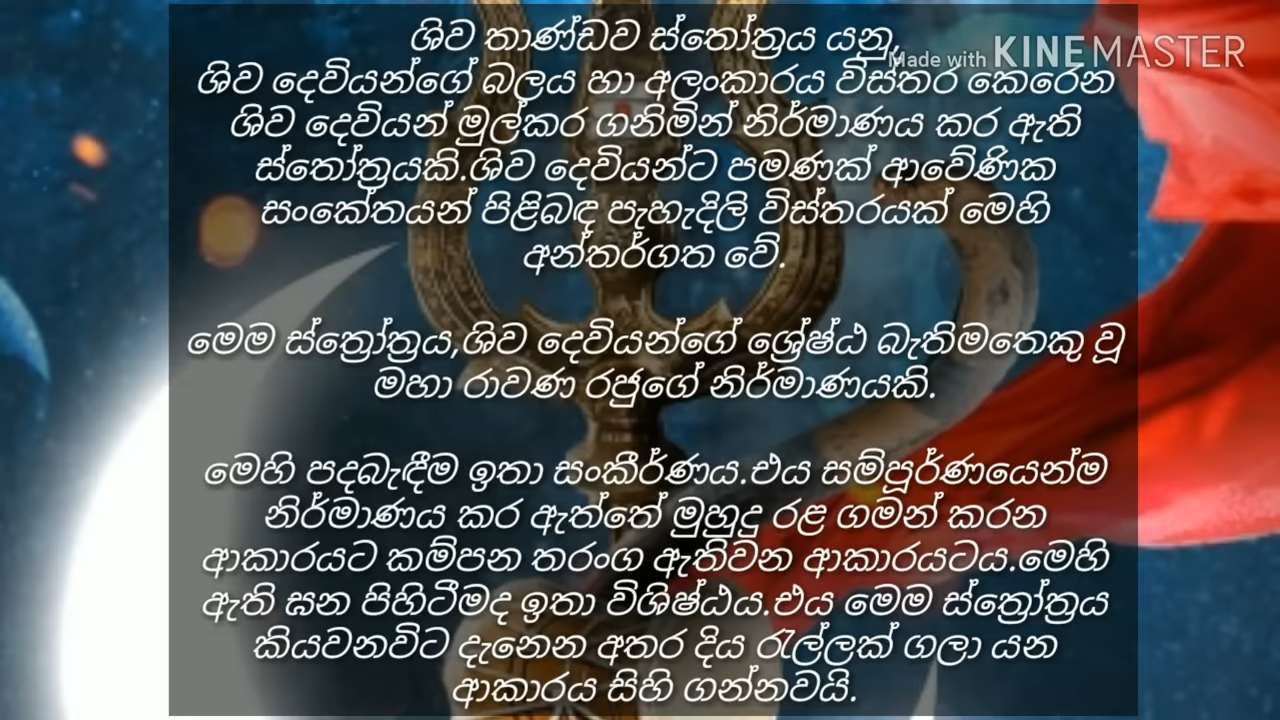 ශිව තාණ්ඩව ස්තෝත්‍රය යනු,
Made with KINEMASTER
ශිව දෙවියන්ගේ බලය හා අලංකාරය විස්තර කෙරෙන
ශිව දෙවියන් මුල්කර ගනිමින් නිර්මාණය කර ඇති
ස්තෝත්‍රයකි.ශිව දෙවියන්ට පමණක් ආවේණික
සංකේතයන් පිළිබඳ පැහැදිලි විස්තරයක් මෙහි
අන්තර්ගත වේ.
මෙම ස්ත්‍රෝත්‍රය,ශිව දෙවියන්ගේ ශ්‍රේෂ්ඨ බැතිමතෙකු වූ
මහා රාවණ රජුගේ නිර්මාණයකි.
මෙහි පදබැඳීම ඉතා සංකීර්ණය.එය සම්පූර්ණයෙන්ම
නිර්මාණය කර ඇත්තේ මුහුදු රළ ගමන් කරන
ආකාරයට කම්පන තරංග ඇතිවන ආකාරයටය.මෙහි
ඇති ඝන පිහිටීමද ඉතා විශිෂ්ඨය.එය මෙම ස්ත්‍රෝත්‍රය
කියවනවිට දැනෙන අතර දිය රැල්ලක් ගලා යන
ආකාරය සිහි ගන්නවයි.